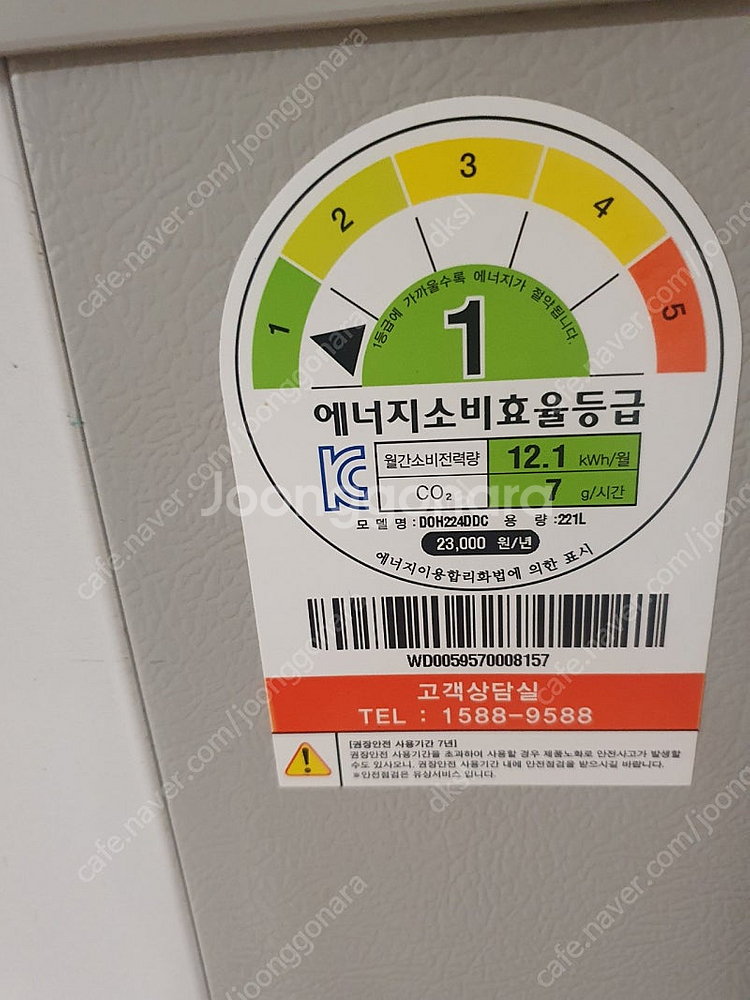 1
2
3
4
5
1등급에 가까울수록 에너지가 절약됩니다.
1
에너지소비효율등급
월간소비전력량 12.1 kWh/월
CO₂ 7 g/시간
모델명:DOH224DDC 용 량:221L
23,000 원/년
에너지이용합리화법에 의한 표시
WD0059570008157
고객상담실
TEL : 1588-9588
[권장안전 사용기간 7년]
권장안전 사용기간을 초과하여 사용할 경우 제품노화로 안전사고가 발생할
수도 있사오니, 권장안전 사용기간 내에 안전점검을 받으시길 바랍니다.
※안전점검은 유상서비스 입니다.
Joonggonara
cafe.naver.com/joonggonara
dksl